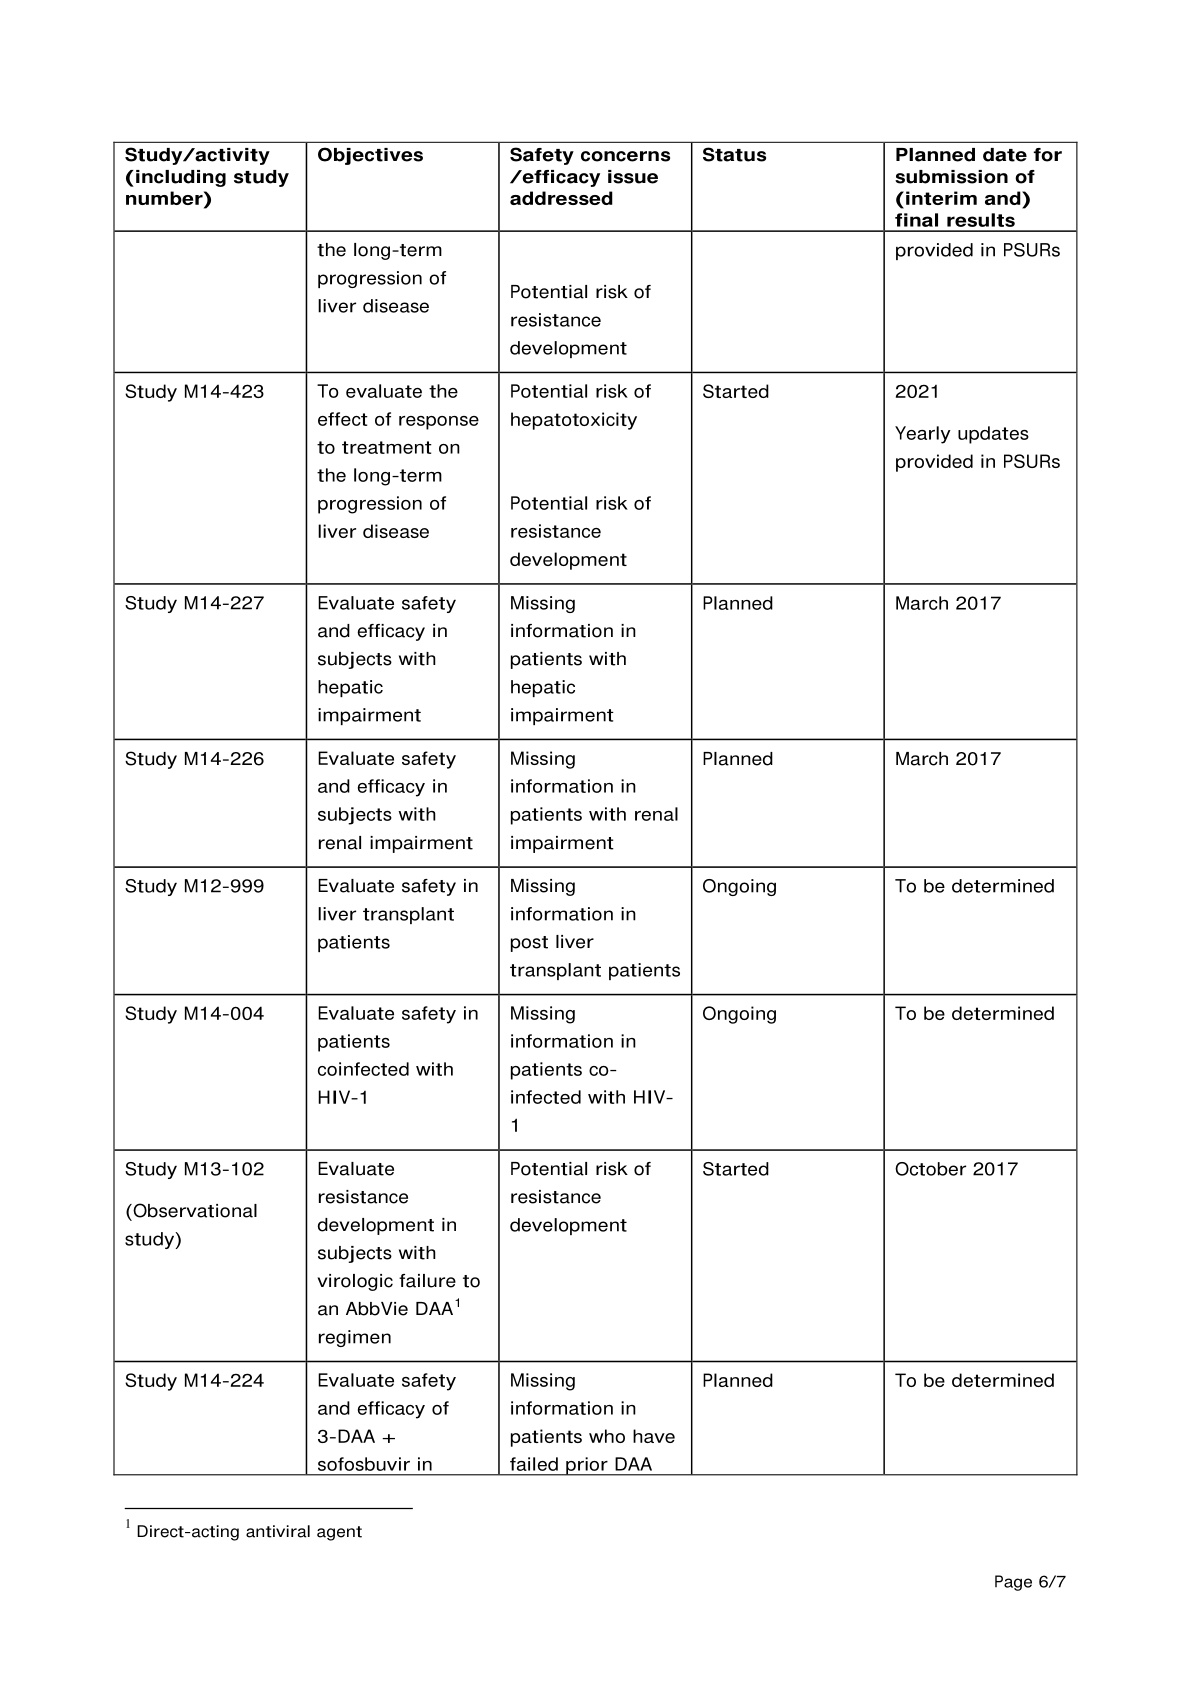 Study/activity
(including study
number)
Objectives
Safety concerns
/efficacy issue
addressed
Status
Planned date for
submission of
(interim and)
final results
the long-term
progression of
liver disease
Potential risk of
resistance
development
provided in PSURs
Study M14-423
To evaluate the
effect of response
to treatment on
the long-term
progression of
liver disease
Potential risk of
hepatotoxicity
Potential risk of
resistance
development
Started
2021
Yearly updates
provided in PSURs
Study M14-227
Evaluate safety
and efficacy in
subjects with
hepatic
impairment
Missing
information in
patients with
hepatic
impairment
Planned
March 2017
Study M14-226
Evaluate safety
and efficacy in
subjects with
renal impairment
Missing
information in
patients with renal
impairment
Planned
March 2017
Study M12-999
Evaluate safety in
liver transplant
patients
Missing
information in
post liver
transplant patients
Ongoing
To be determined
Study M14-004
Evaluate safety in
patients
coinfected with
HIV-1
Missing
information in
patients co-
infected with HIV-
1
Ongoing
To be determined
Study M13-102
(Observational
study)
Evaluate
resistance
development in
subjects with
virologic failure to
an AbbVie DAA1
regimen
Potential risk of
resistance
development
Started
October 2017
Study M14-224
Evaluate safety
and efficacy of
3-DAA +
sofosbuvir in
Missing
information in
patients who have
failed prior DAA
Planned
To be determined
1 Direct-acting antiviral agent
Page 6/7